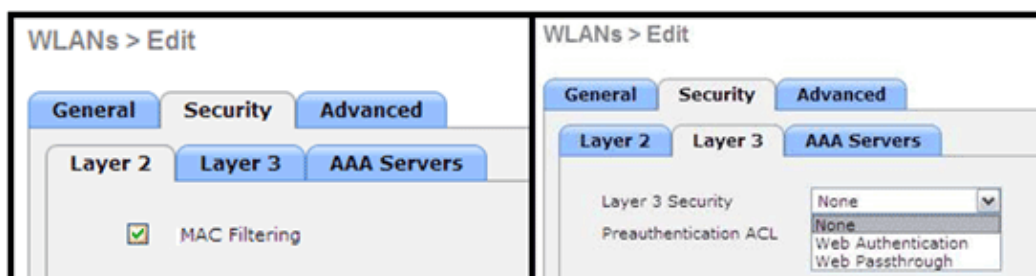 WLANs > Edit
General Security Advanced
Layer 2 Layer 3 AAA Servers
MAC Filtering
WLANs > Edit
General Security Advanced
Layer 2 Layer 3 AAA Servers
Layer 3 Security None
Preauthentication ACL None
Web Authentication
Web Passthrough